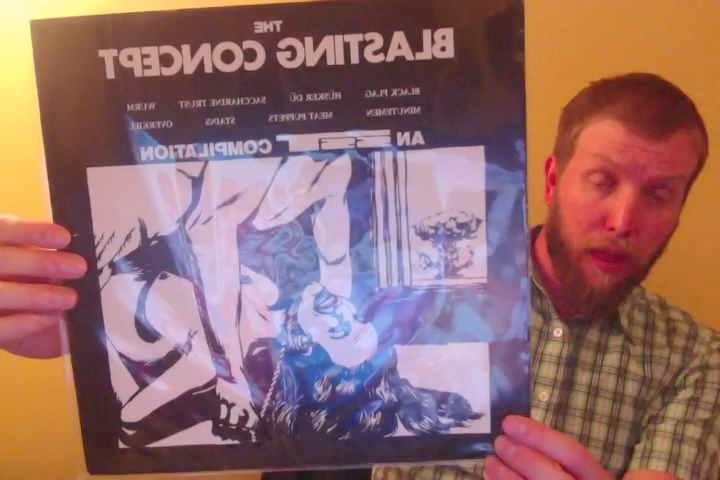 THE
BLASTING CONCEPT
BLACK FLAG HÜSKER DÜ SACCHARINE TRUST WURM
MINUTEMEN MEAT PUPPETS STAINS OVERKILL
AN SST COMPILATION